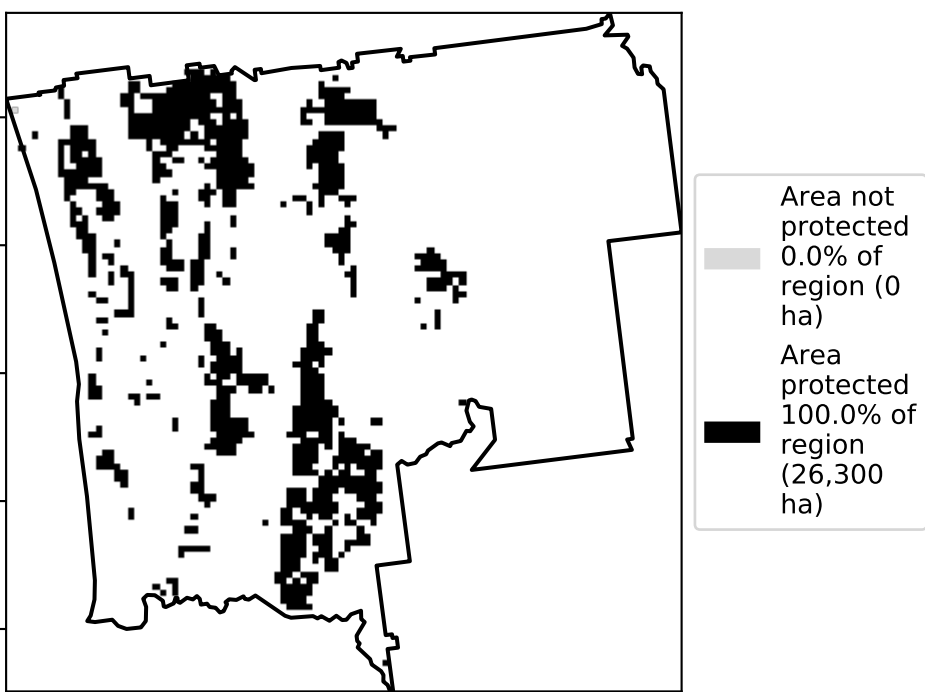 Area not
protected
0.0% of
region (0
ha)
Area
protected
100.0% of
region
(26,300
ha)